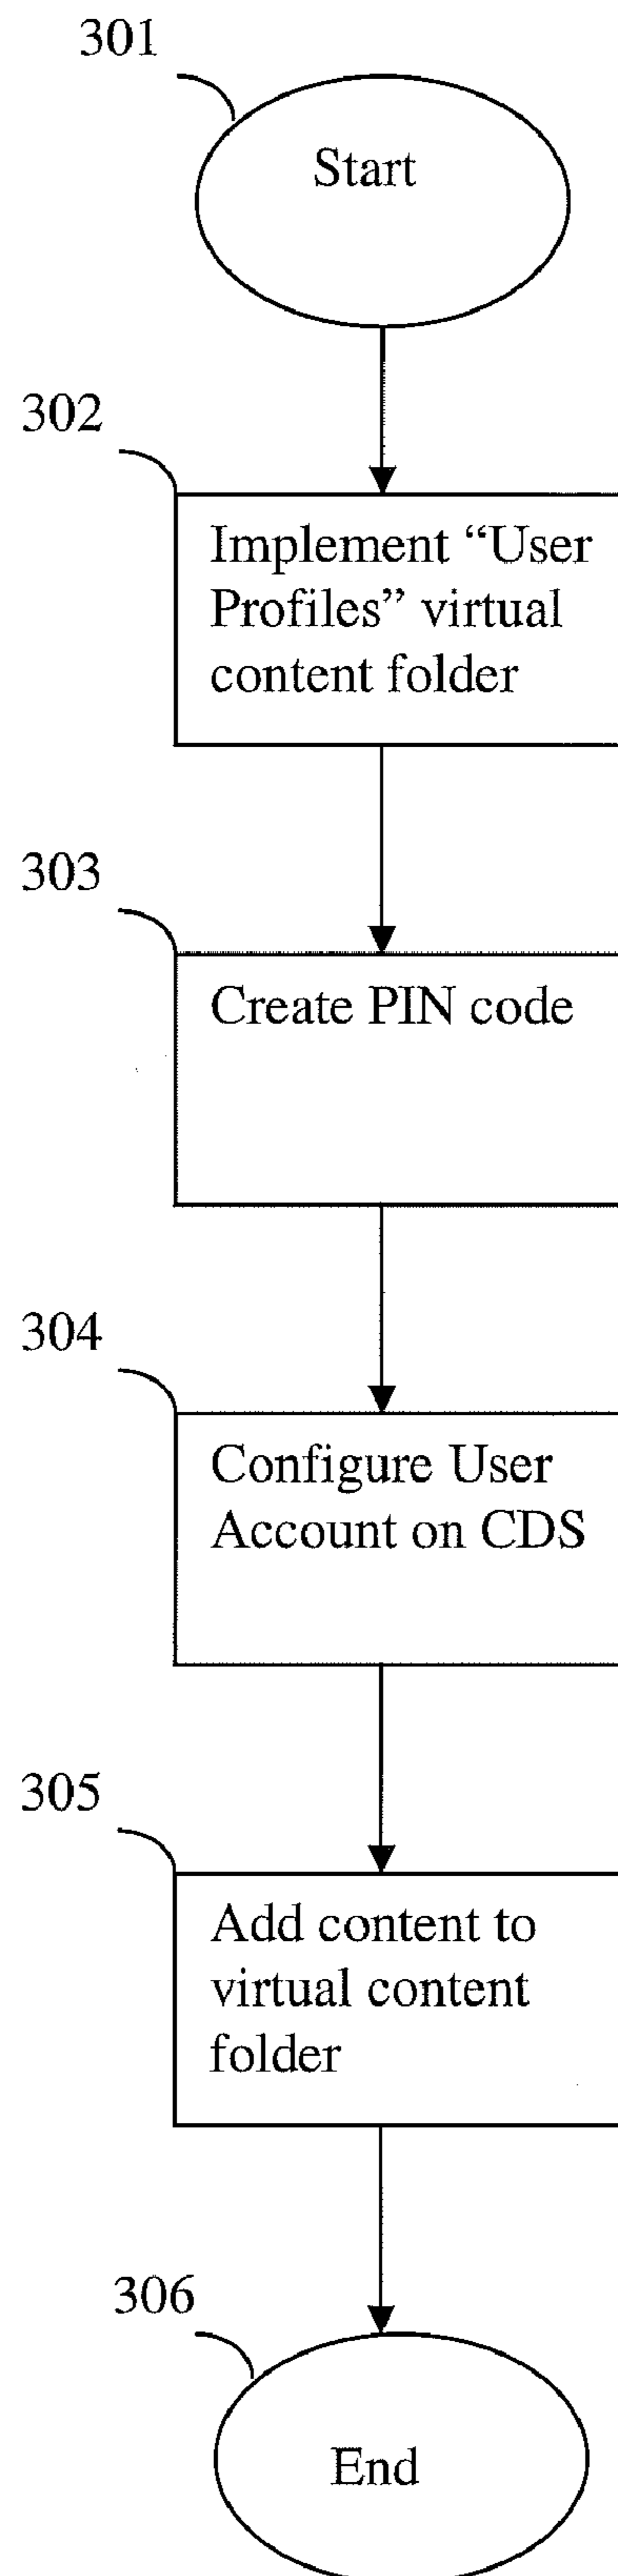 301
Start
302
Implement “User
Profiles” virtual
content folder
303
Create PIN code
304
Configure User
Account on CDS
305
Add content to
virtual content
folder
306
End